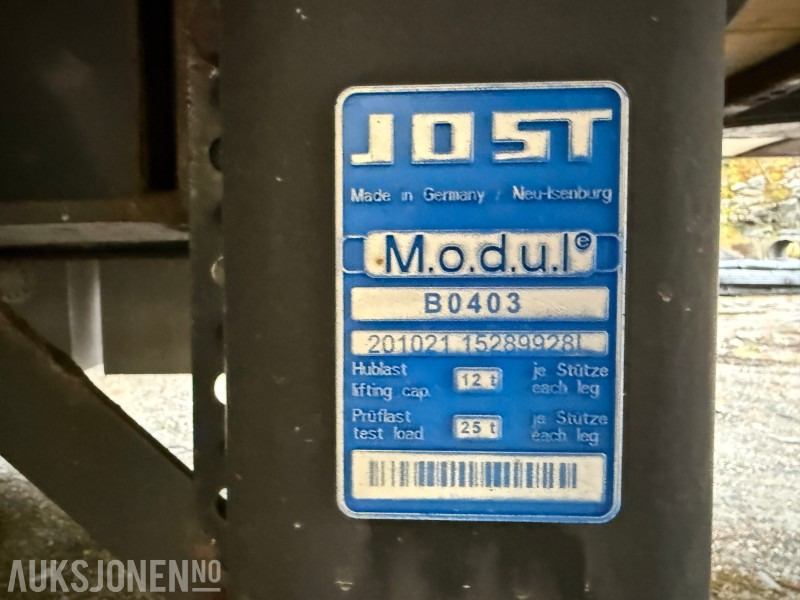 JOST
Made in Germany / Neu-Isenburg
M.o.d.u.l e
B0403
201021 15289928L
Hublast 12 t je Stütze
lifting cap. each leg
Prüflast 25 t je Stütze
test load each leg
AUKSJONEN.NO